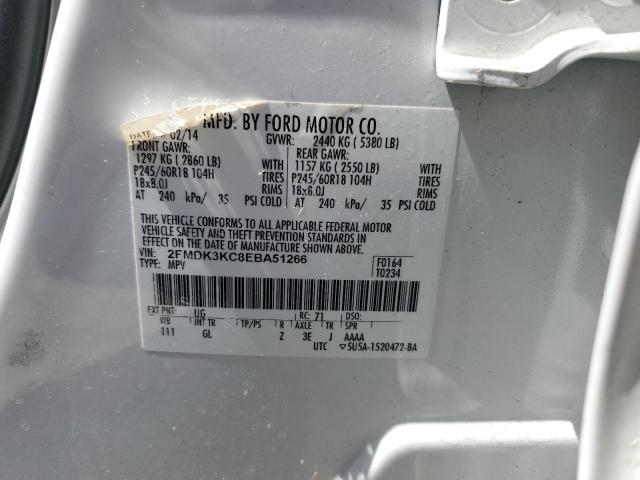 MFD. BY FORD MOTOR CO.
DATE: 02/14 GVWR: 2440 KG ( 5380 LB)
FRONT GAWR: REAR GAWR:
1297 KG ( 2860 LB) WITH 1157 KG ( 2550 LB) WITH
P245/60R18 104H TIRES P245/60R18 104H TIRES
18x8.0J RIMS 18x8.0J RIMS
AT 240 kPa/ 35 PSI COLD AT 240 kPa/ 35 PSI COLD
THIS VEHICLE CONFORMS TO ALL APPLICABLE FEDERAL MOTOR
VEHICLE SAFETY AND THEFT PREVENTION STANDARDS IN
EFFECT ON THE DATE OF MANUFACTURE SHOWN ABOVE.
VIN: 2FMDK3KC8EBA51266 F0164
TYPE: MPV T0234
EXT PNT: UG RC: 71 DSO:
WB INT TR TP/PS R AXLE TR SPR
111 GL Z 3E J AAAA
UTC ▽5U5A-1520472-BA